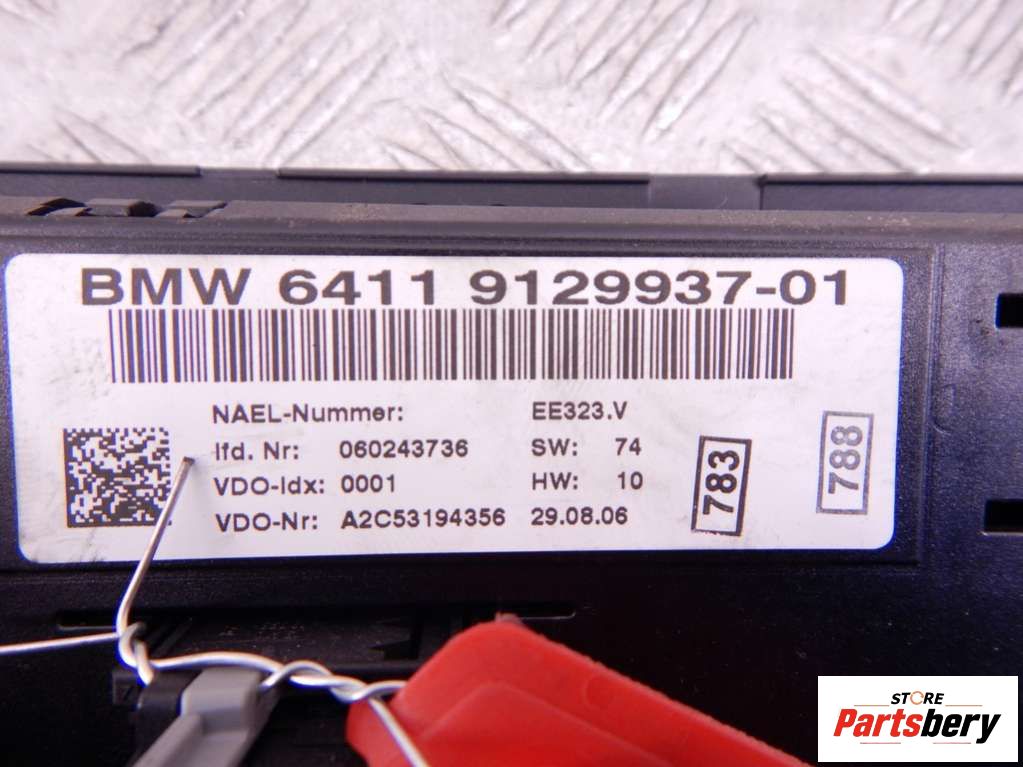 BMW 6411 9129937-01
NAEL-Nummer: EE323.V
lfd. Nr: 060243736 SW: 74
VDO-Idx: 0001 HW: 10
VDO-Nr: A2C53194356 29.08.06
783
788
STORE
Partsbery